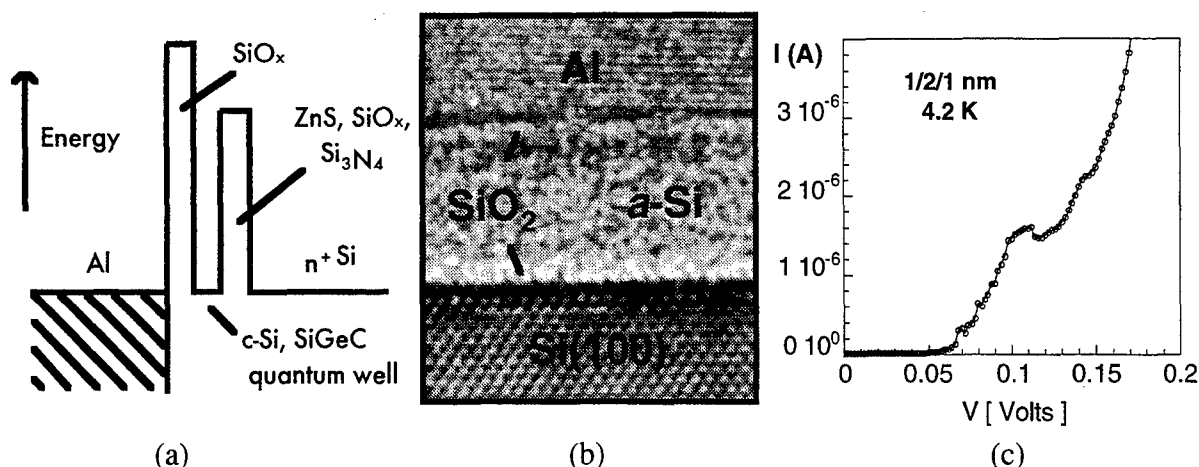 SiOₓ
Energy
ZnS, SiOₓ,
Si₃N₄
Al
n⁺ Si
c-Si, SiGeC
quantum well
(a)
Al
SiO₂
a-Si
Si(100)
(b)
I (A)
1/2/1 nm
4.2 K
3 10⁻⁶
2 10⁻⁶
1 10⁻⁶
0 10⁰
0
0.05
0.1
0.15
0.2
V [ Volts ]
(c)